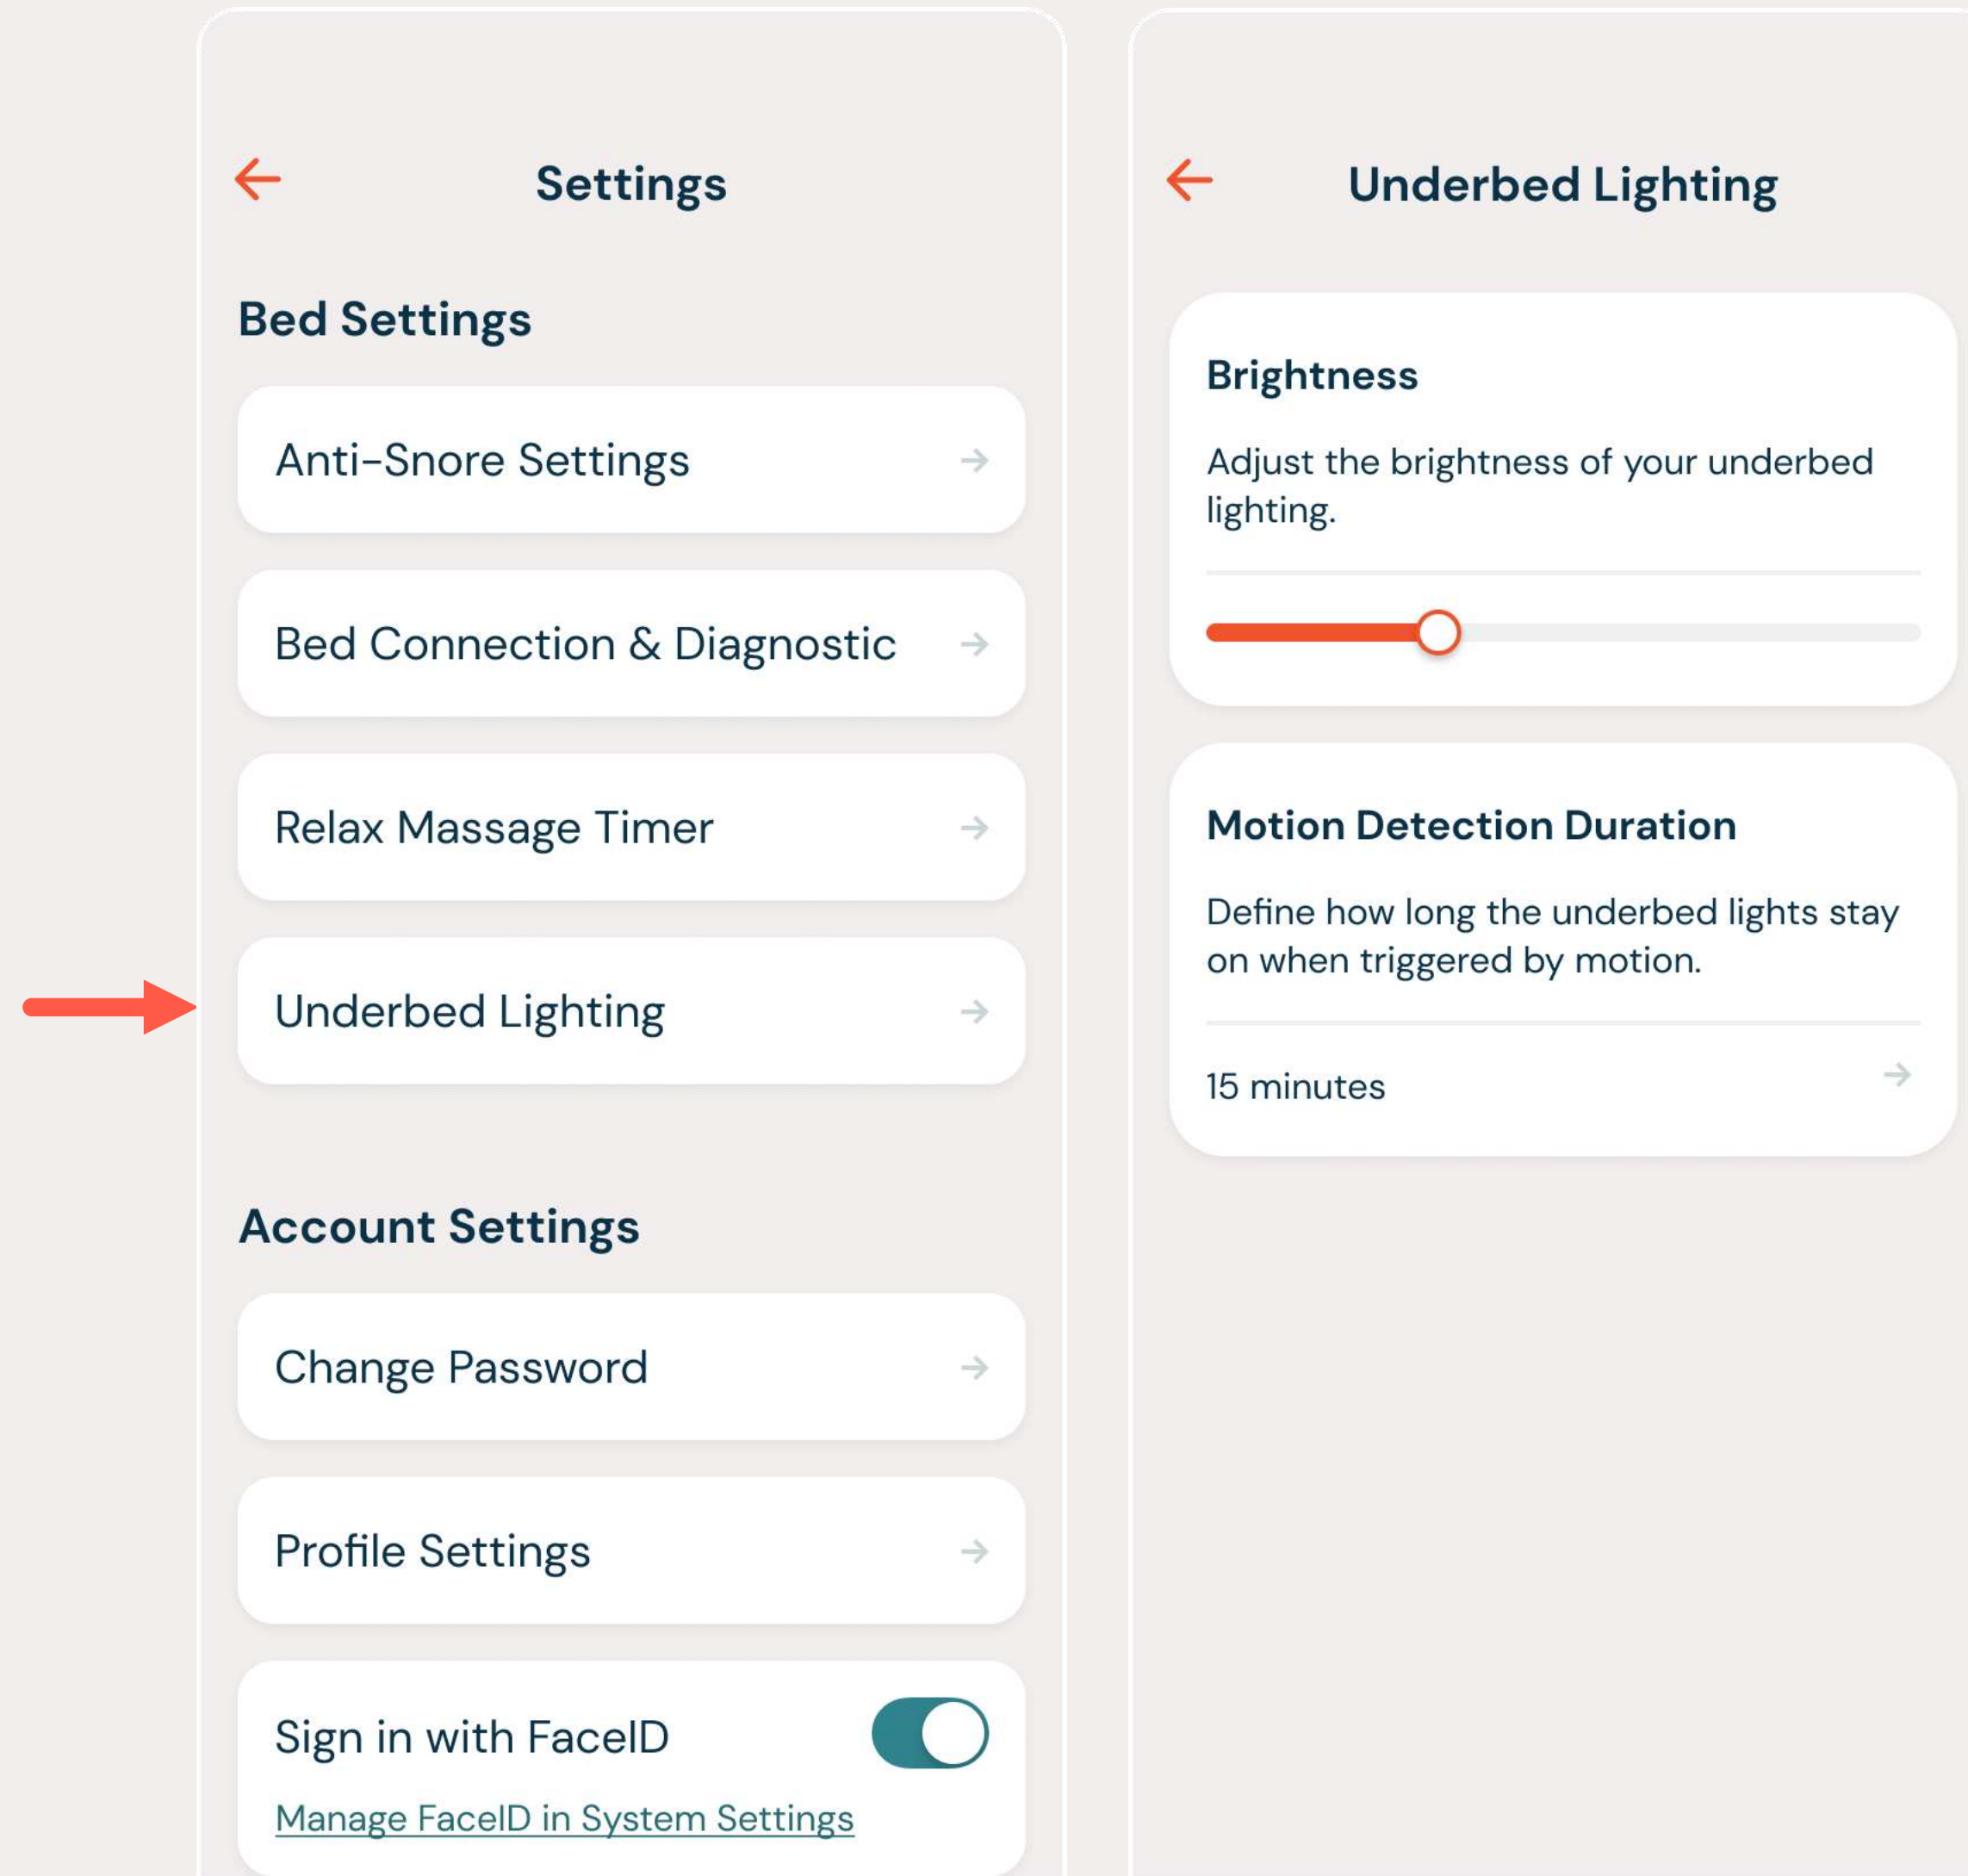 Settings
Bed Settings
Anti-Snore Settings
Bed Connection & Diagnostic
Relax Massage Timer
Underbed Lighting
Account Settings
Change Password
Profile Settings
Sign in with FaceID
Manage FaceID in System Settings
Underbed Lighting
Brightness
Adjust the brightness of your underbed
lighting.
Motion Detection Duration
Define how long the underbed lights stay
on when triggered by motion.
15 minutes